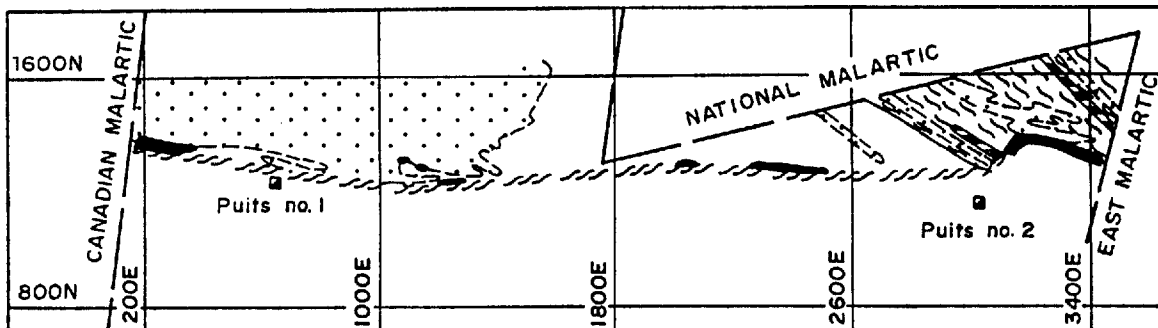 1600N
800N
CANADIAN MALARTIC
200E
Puits no. 1
1000E
1800E
NATIONAL MALARTIC
2600E
Puits no. 2
3400E
EAST MALARTIC